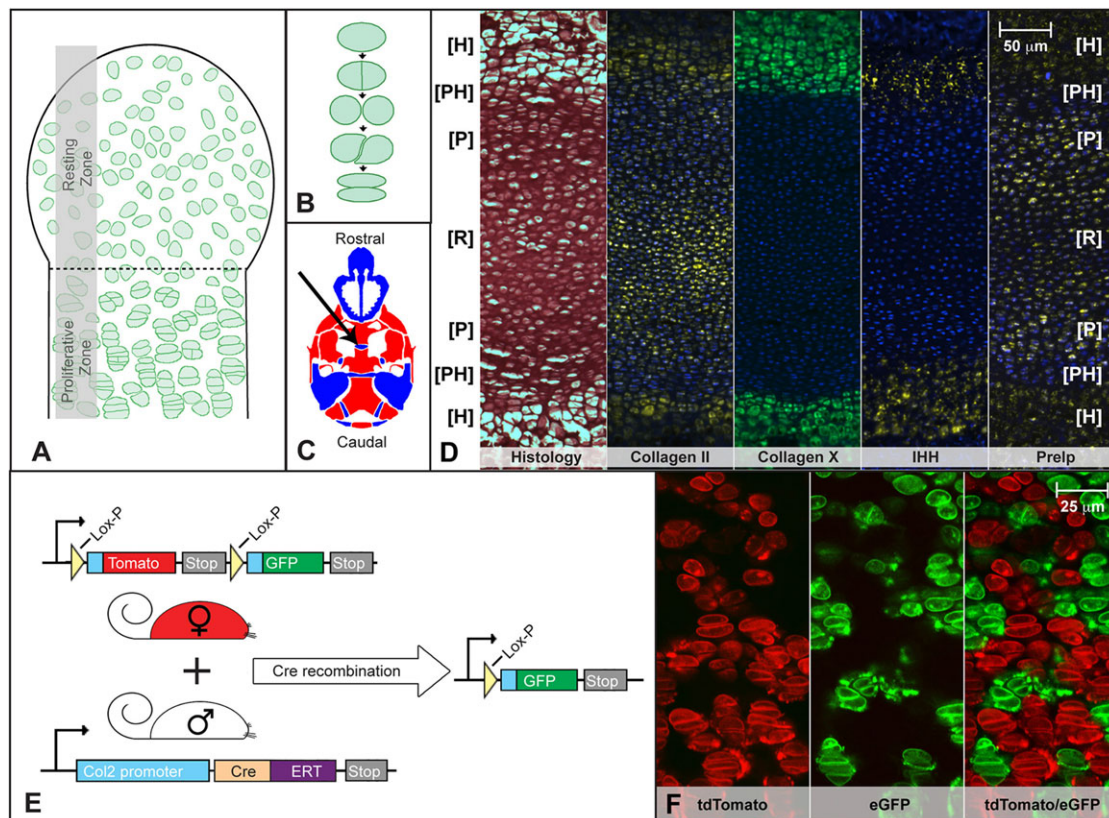 Resting
Zone
Proliferative
Zone
A
B
Rostral
Caudal
C
[H]
[PH]
[P]
[R]
[P]
[PH]
[H]
50 μm
[H]
[PH]
[P]
[R]
[P]
[PH]
[H]
D
Histology
Collagen II
Collagen X
IHH
Prelp
Lox-P
Lox-P
Tomato
Stop
GFP
Stop
♀
+
♂
Cre recombination
Lox-P
GFP
Stop
Col2 promoter
Cre
ERT
Stop
E
25 μm
F
tdTomato
eGFP
tdTomato/eGFP